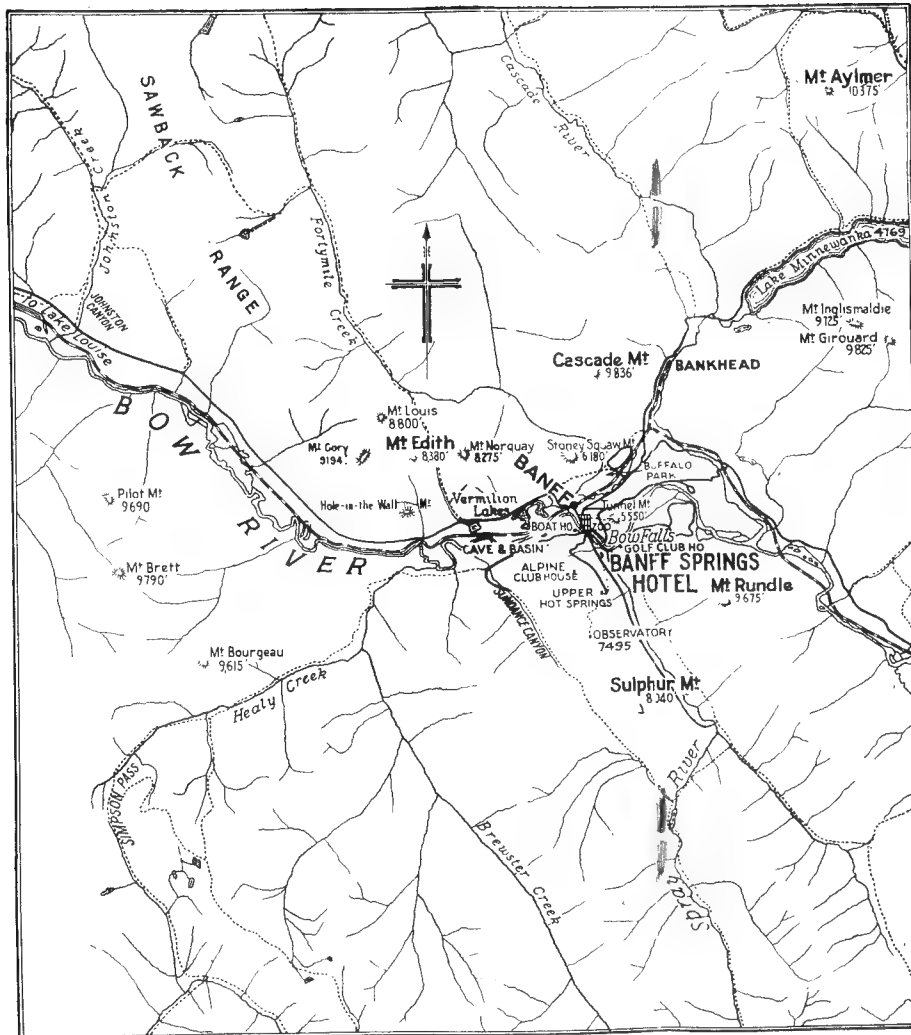 Mt Aylmer
10375'
Cascade
River
SAWBACK
RANGE
Johnston Creek
Fortymile
Creek
Lake Minnewanka 4769
Mt Inglismaldie
9125'
Mt Girouard
9825'
to Lake Louise
JOHNSTON
CANYON
Cascade Mt
9836'
BANKHEAD
BOW RIVER
Mt Louis
8800'
Mt Cory
9194'
Mt Edith
8380'
Mt Norquay
8275'
Stoney Squaw Mt
6180'
BANFF
BUFFALO
PARK
Pilot Mt
9690
Hole-in-the Wall Mt
Vermilion
Lakes
BOAT HO.
Tunnel Mt
5550'
Bow Falls
GOLF CLUB HO
CAVE & BASIN
BANFF SPRINGS
HOTEL
Mt Rundle
9675'
Mt Brett
9790'
ALPINE
CLUB HOUSE
UPPER
HOT SPRINGS
SUNDANCE CANYON
OBSERVATORY
7495
Mt Bourgeau
9,615'
Healy Creek
Sulphur Mt
8040'
SIMPSON PASS
Brewster Creek
Spray
River